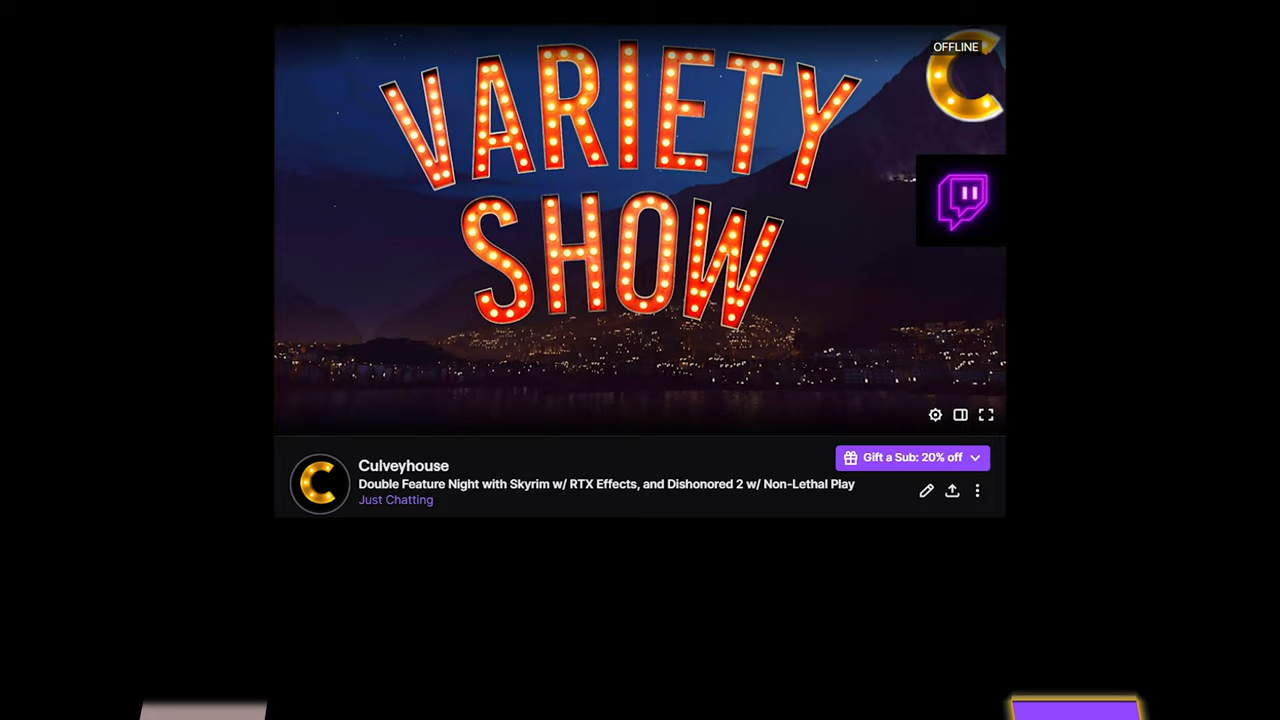 OFFLINE
VARIETY
SHOW
C
Gift a Sub: 20% off
C
Culveyhouse
Double Feature Night with Skyrim w/ RTX Effects, and Dishonored 2 w/ Non-Lethal Play
Just Chatting